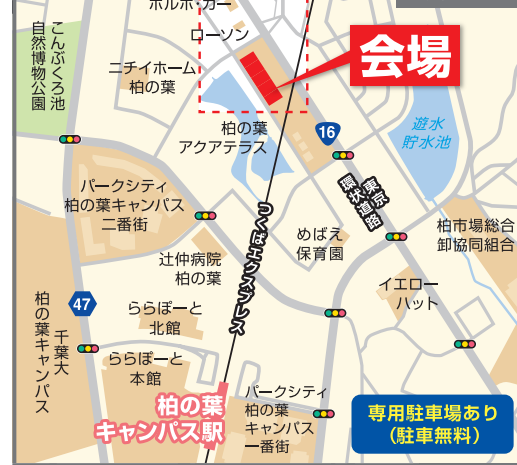 ボルボ・カー
ローソン
会場
こんぶくろ池
自然博物公園
ニチイホーム
柏の葉
柏の葉
アクアテラス
16
遊水
貯水池
東京
環状道路
パークシティ
柏の葉キャンパス
二番街
つくばエクスプレス
めばえ
保育園
柏市場総合
卸協同組合
辻仲病院
柏の葉
イエロー
ハット
47
ららぽーと
北館
千葉大
柏の葉キャンパス
ららぽーと
本館
柏の葉
キャンパス駅
パークシティ
柏の葉
キャンパス
一番街
専用駐車場あり
（駐車無料）